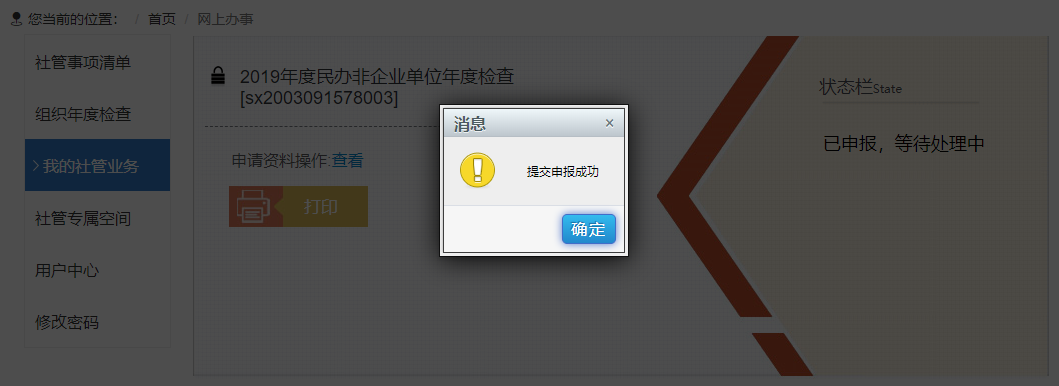 您当前的位置： / 首页 / 网上办事
社管事项清单
组织年度检查
我的社管业务
社管专属空间
用户中心
修改密码
2019年度民办非企业单位年度检查
[sx2003091578003]
申请资料操作:查看
打印
消息 ×
提交申报成功
确定
状态栏State
已申报，等待处理中